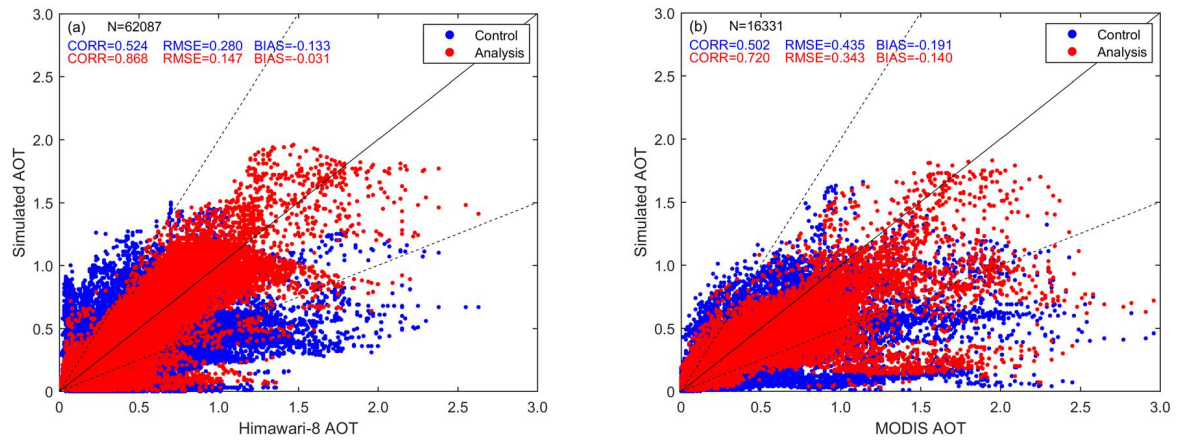 (a) N=62087
CORR=0.524 RMSE=0.280 BIAS=-0.133
CORR=0.868 RMSE=0.147 BIAS=-0.031
Control
Analysis
3.0
2.5
2.0
1.5
1.0
0.5
0
Simulated AOT
0 0.5 1.0 1.5 2.0 2.5 3.0
Himawari-8 AOT
(b) N=16331
CORR=0.502 RMSE=0.435 BIAS=-0.191
CORR=0.720 RMSE=0.343 BIAS=-0.140
Control
Analysis
3.0
2.5
2.0
1.5
1.0
0.5
0
Simulated AOT
0 0.5 1.0 1.5 2.0 2.5 3.0
MODIS AOT